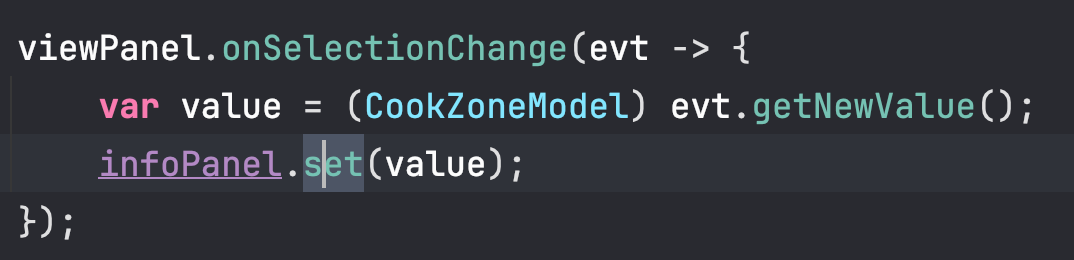 viewPanel.onSelectionChange(evt -> {
    var value = (CookZoneModel) evt.getNewValue();
    infoPanel.set(value);
});